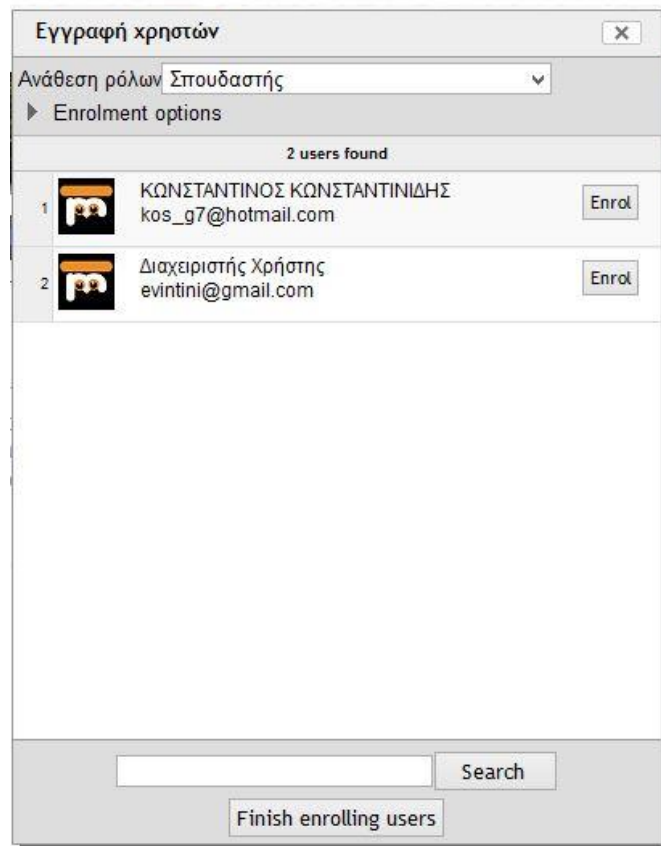 Εγγραφή χρηστών
Ανάθεση ρόλων Σπουδαστής
Enrolment options
2 users found
1 ΚΩΝΣΤΑΝΤΙΝΟΣ ΚΩΝΣΤΑΝΤΙΝΙΔΗΣ Enrol
kos_g7@hotmail.com
2 Διαχειριστής Χρήστης Enrol
evintini@gmail.com
Search
Finish enrolling users